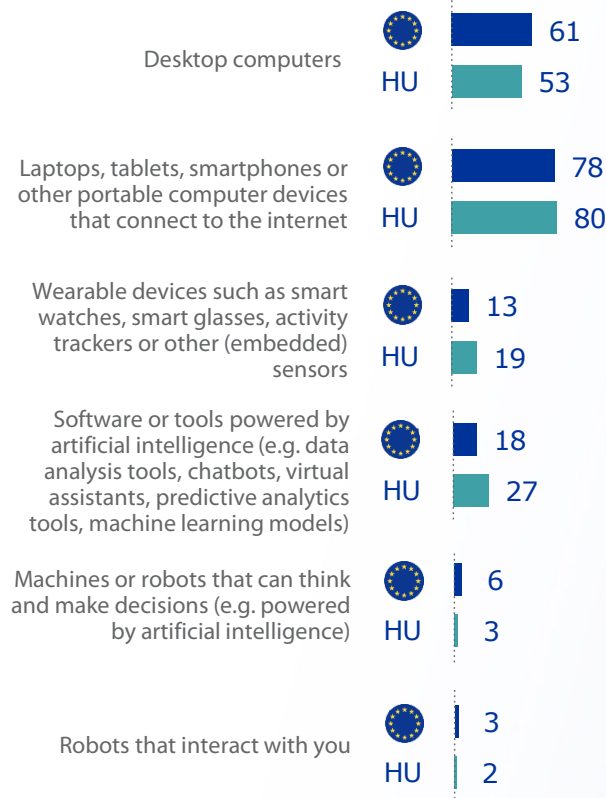 61
Desktop computers
HU 53
Laptops, tablets, smartphones or
other portable computer devices
that connect to the internet
78
HU 80
Wearable devices such as smart
watches, smart glasses, activity
trackers or other (embedded)
sensors
13
HU 19
Software or tools powered by
artificial intelligence (e.g. data
analysis tools, chatbots, virtual
assistants, predictive analytics
tools, machine learning models)
18
HU 27
Machines or robots that can think
and make decisions (e.g. powered
by artificial intelligence)
6
HU 3
Robots that interact with you
3
HU 2